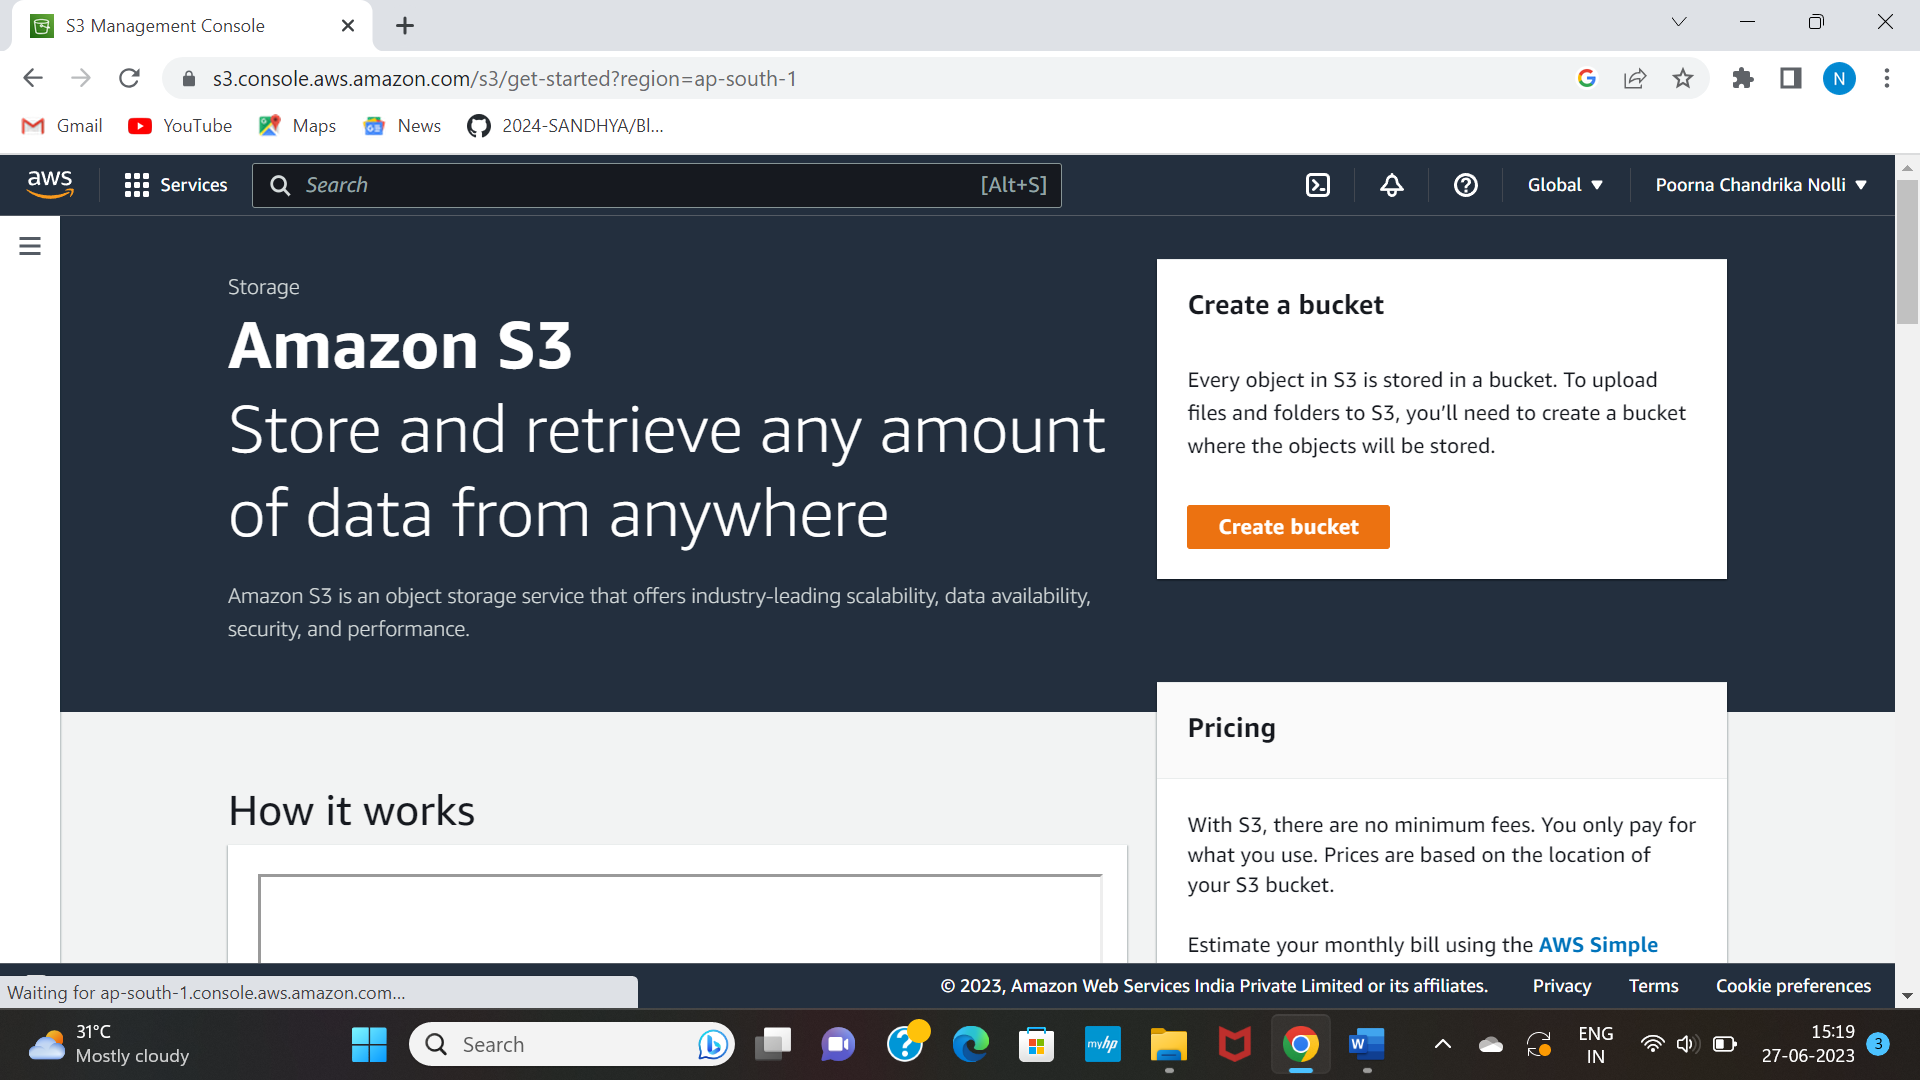 S3 Management Console
s3.console.aws.amazon.com/s3/get-started?region=ap-south-1
N
Gmail
YouTube
Maps
News
2024-SANDHYA/Bl...
aws
Services
Search
[Alt+S]
Global
Poorna Chandrika Nolli
Storage
Amazon S3
Store and retrieve any amount
of data from anywhere
Amazon S3 is an object storage service that offers industry-leading scalability, data availability,
security, and performance.
Create a bucket
Every object in S3 is stored in a bucket. To upload
files and folders to S3, you'll need to create a bucket
where the objects will be stored.
Create bucket
Pricing
With S3, there are no minimum fees. You only pay for
what you use. Prices are based on the location of
your S3 bucket.
Estimate your monthly bill using the AWS Simple
How it works
Waiting for ap-south-1.console.aws.amazon.com...
© 2023, Amazon Web Services India Private Limited or its affiliates.
Privacy
Terms
Cookie preferences
31°C
Mostly cloudy
Search
myhp
W
ENG
IN
15:19
27-06-2023
3